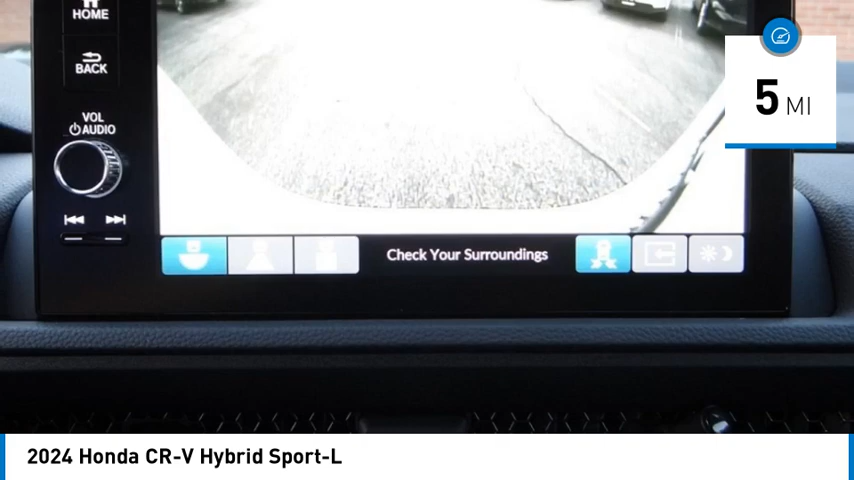 HOME
BACK
VOL
AUDIO
5 MI
Check Your Surroundings
2024 Honda CR-V Hybrid Sport-L